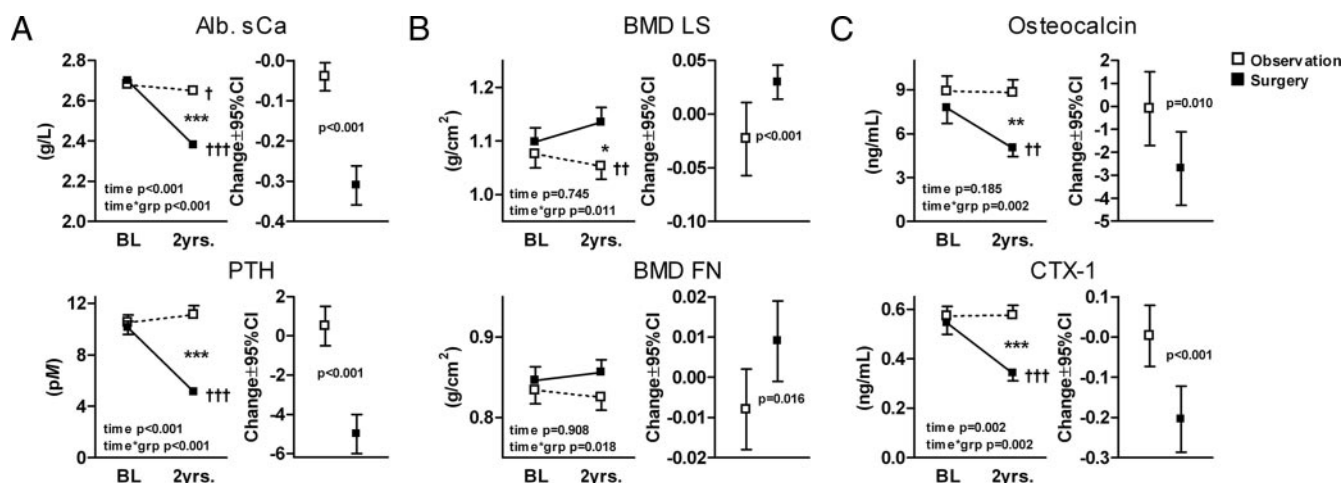 A
Alb. sCa
(g/L)
2.8
2.6
2.4
2.2
2.0
†
***
†††
time p<0.001
time*grp p<0.001
BL 2yrs.
Change±95%CI
-0.0
-0.1
-0.2
-0.3
-0.4
p<0.001
B
BMD LS
(g/cm²)
1.2
1.1
1.0
*
††
time p=0.745
time*grp p=0.011
BL 2yrs.
Change±95%CI
0.05
0.00
-0.05
-0.10
p<0.001
C
Osteocalcin
(ng/mL)
9
6
3
0
**
††
time p=0.185
time*grp p=0.002
BL 2yrs.
Change±95%CI
2
1
0
-1
-2
-3
-4
-5
p=0.010
Observation
Surgery
PTH
(pM)
12
9
6
3
0
***
†††
time p<0.001
time*grp p<0.001
BL 2yrs.
Change±95%CI
2
0
-2
-4
-6
p<0.001
BMD FN
(g/cm²)
0.9
0.8
time p=0.908
time*grp p=0.018
BL 2yrs.
Change±95%CI
0.02
0.01
0.00
-0.01
-0.02
p=0.016
CTX-1
(ng/mL)
0.6
0.4
0.2
0.0
***
†††
time p=0.002
time*grp p=0.002
BL 2yrs.
Change±95%CI
0.1
-0.0
-0.1
-0.2
-0.3
p<0.001